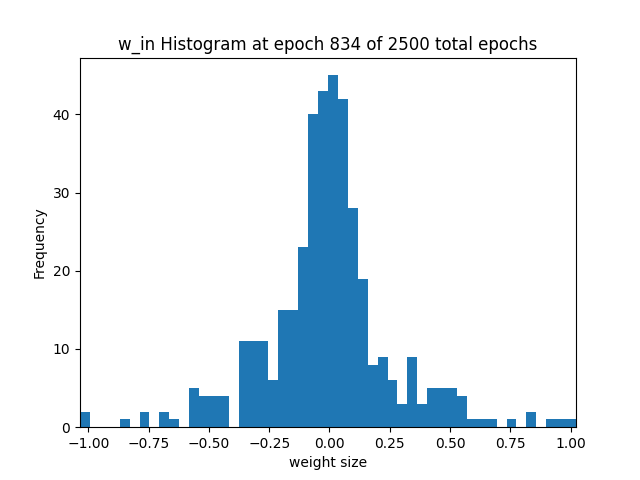 w_in Histogram at epoch 834 of 2500 total epochs
Frequency
40
30
20
10
0
−1.00 −0.75 −0.50 −0.25 0.00 0.25 0.50 0.75 1.00
weight size